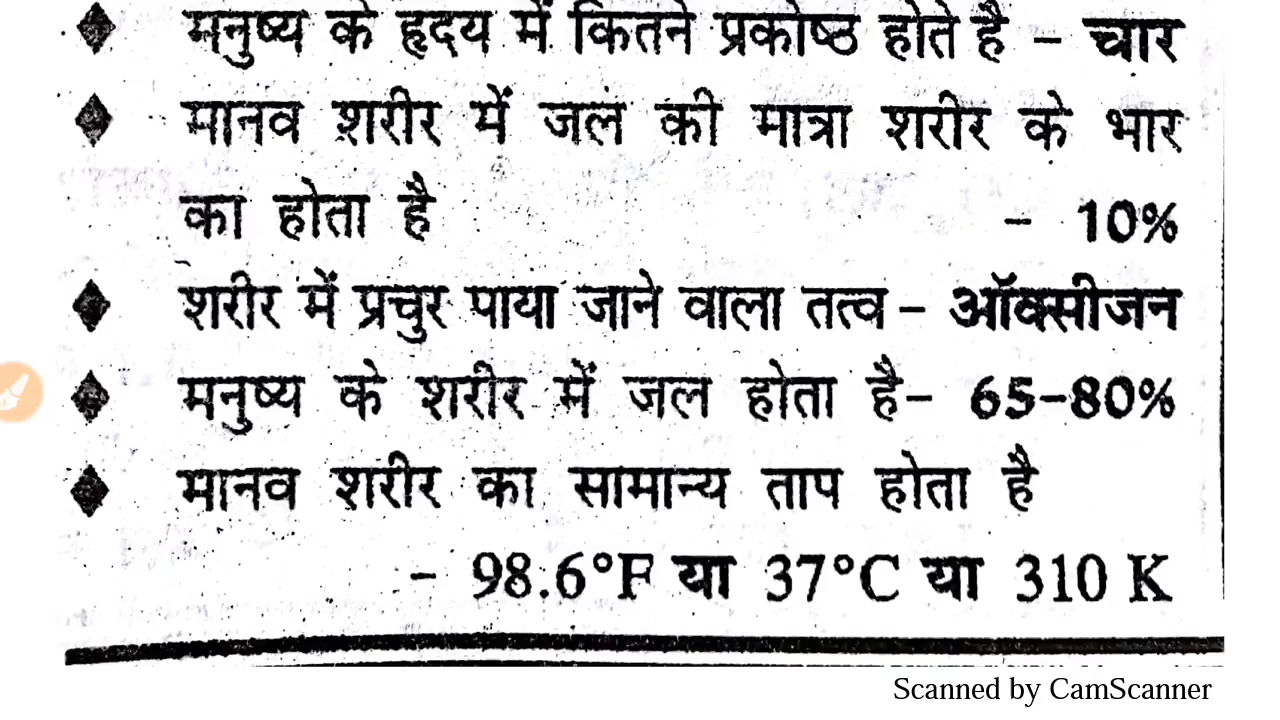 मनुष्य के हृदय में कितने प्रकोष्ठ होते है – चार
मानव शरीर में जल की मात्रा शरीर के भार
का होता है – 10%
शरीर में प्रचुर पाया जाने वाला तत्व – ऑक्सीजन
मनुष्य के शरीर में जल होता है – 65–80%
मानव शरीर का सामान्य ताप होता है
– 98.6°F या 37°C या 310 K
Scanned by CamScanner